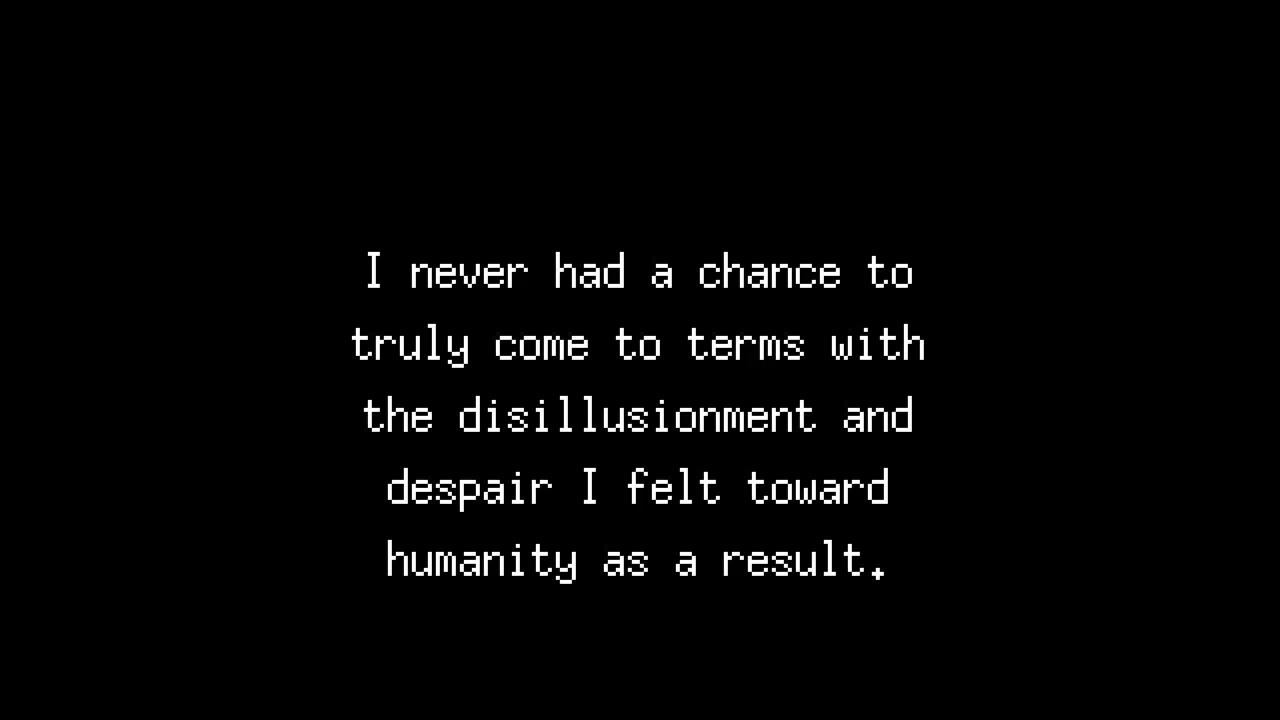 I never had a chance to
truly come to terms with
the disillusionment and
despair I felt toward
humanity as a result.